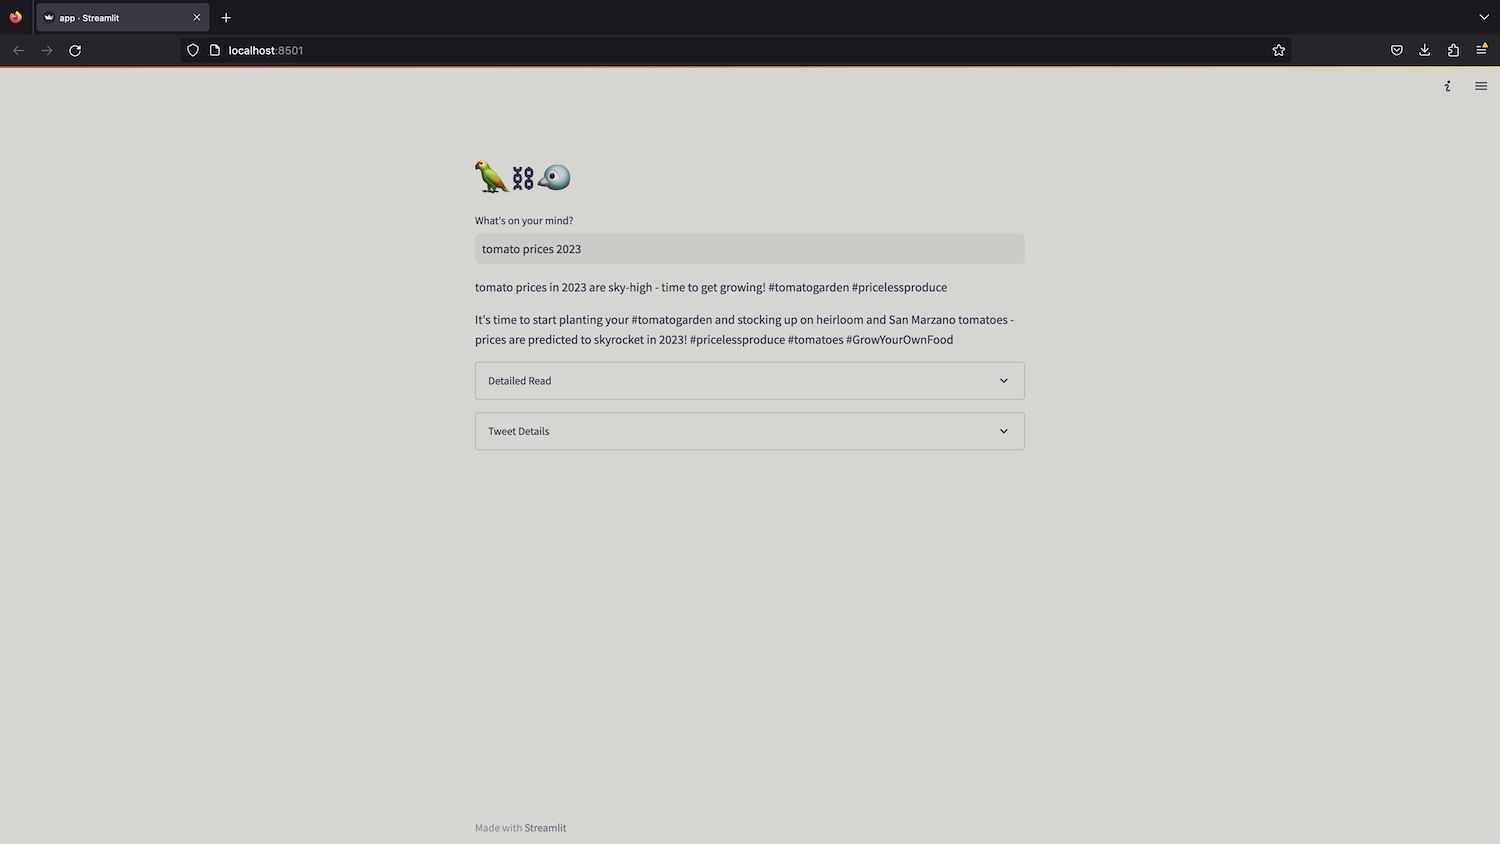 app · Streamlit
localhost:8501
What's on your mind?
tomato prices 2023
tomato prices in 2023 are sky-high - time to get growing! #tomatogarden #pricelessproduce
It's time to start planting your #tomatogarden and stocking up on heirloom and San Marzano tomatoes -
prices are predicted to skyrocket in 2023! #pricelessproduce #tomatoes #GrowYourOwnFood
Detailed Read
Tweet Details
Made with Streamlit